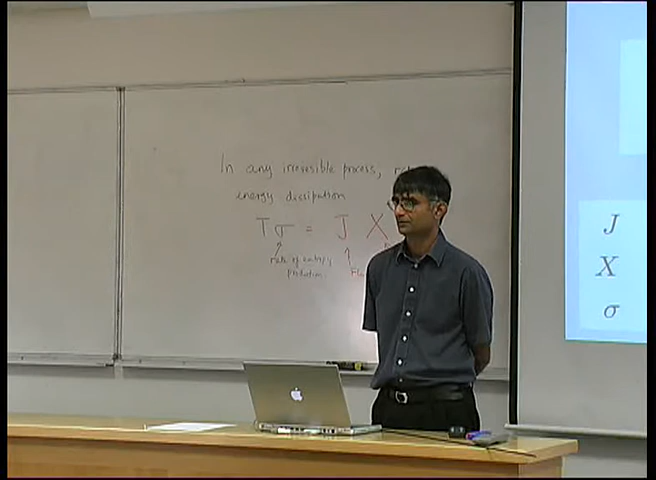 In any irreversible process,
energy dissipation
Tσ = J X
rate of entropy
production
J
X
σ